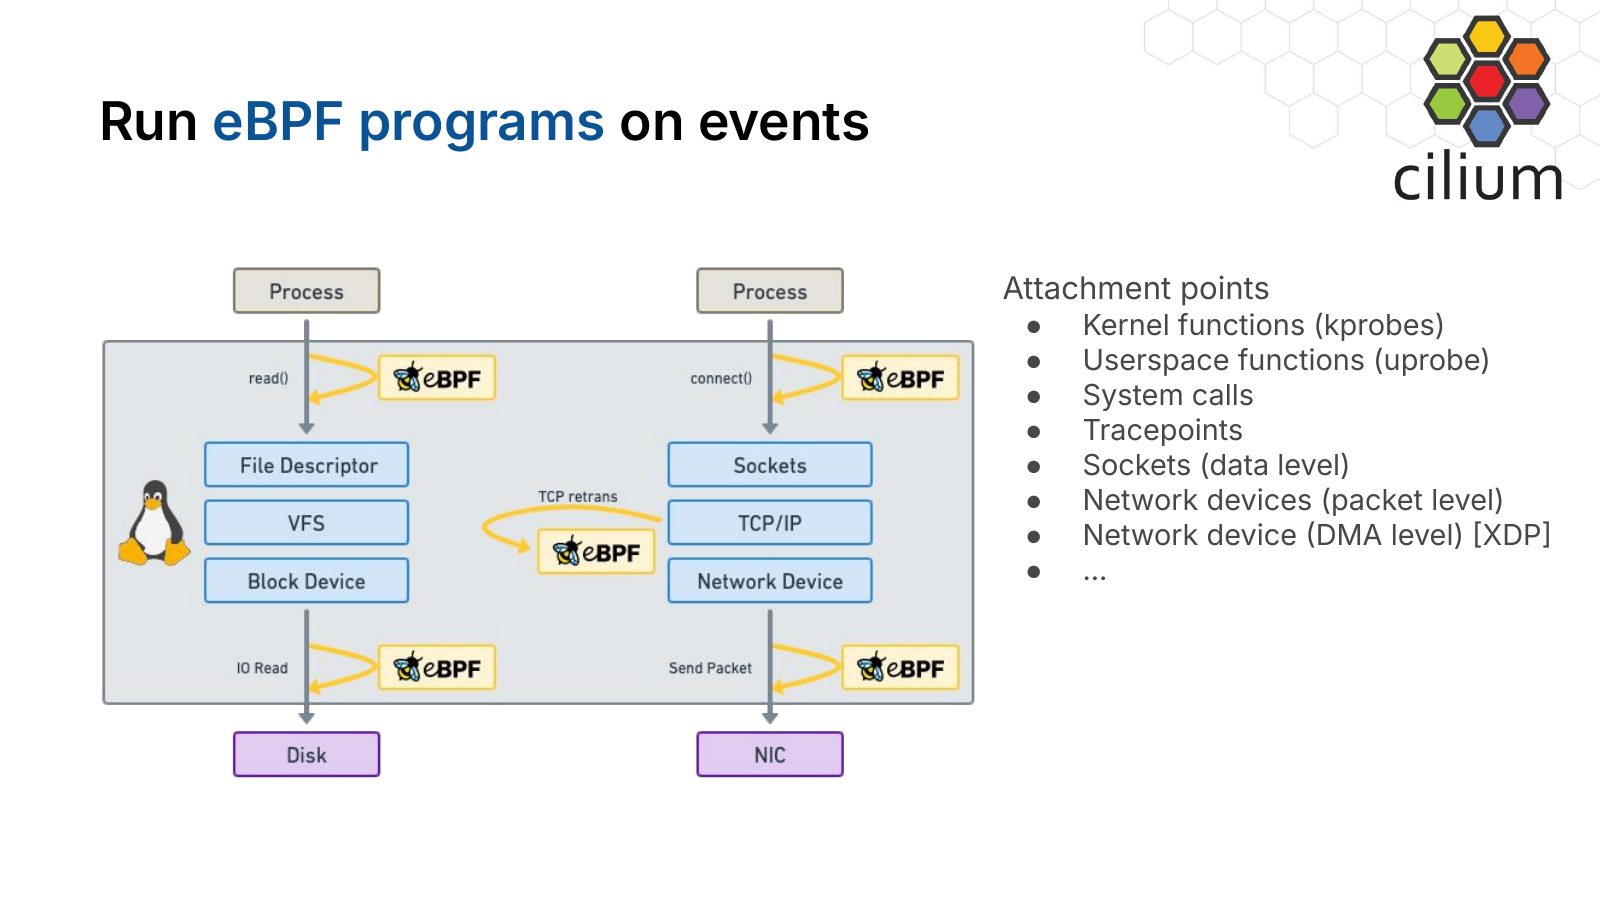 Run eBPF programs on events
cilium
Process
read()
eBPF
File Descriptor
VFS
Block Device
IO Read
eBPF
Disk
Process
connect()
eBPF
Sockets
TCP retrans
TCP/IP
eBPF
Network Device
Send Packet
eBPF
NIC
Attachment points
● Kernel functions (kprobes)
● Userspace functions (uprobe)
● System calls
● Tracepoints
● Sockets (data level)
● Network devices (packet level)
● Network device (DMA level) [XDP]
● ...